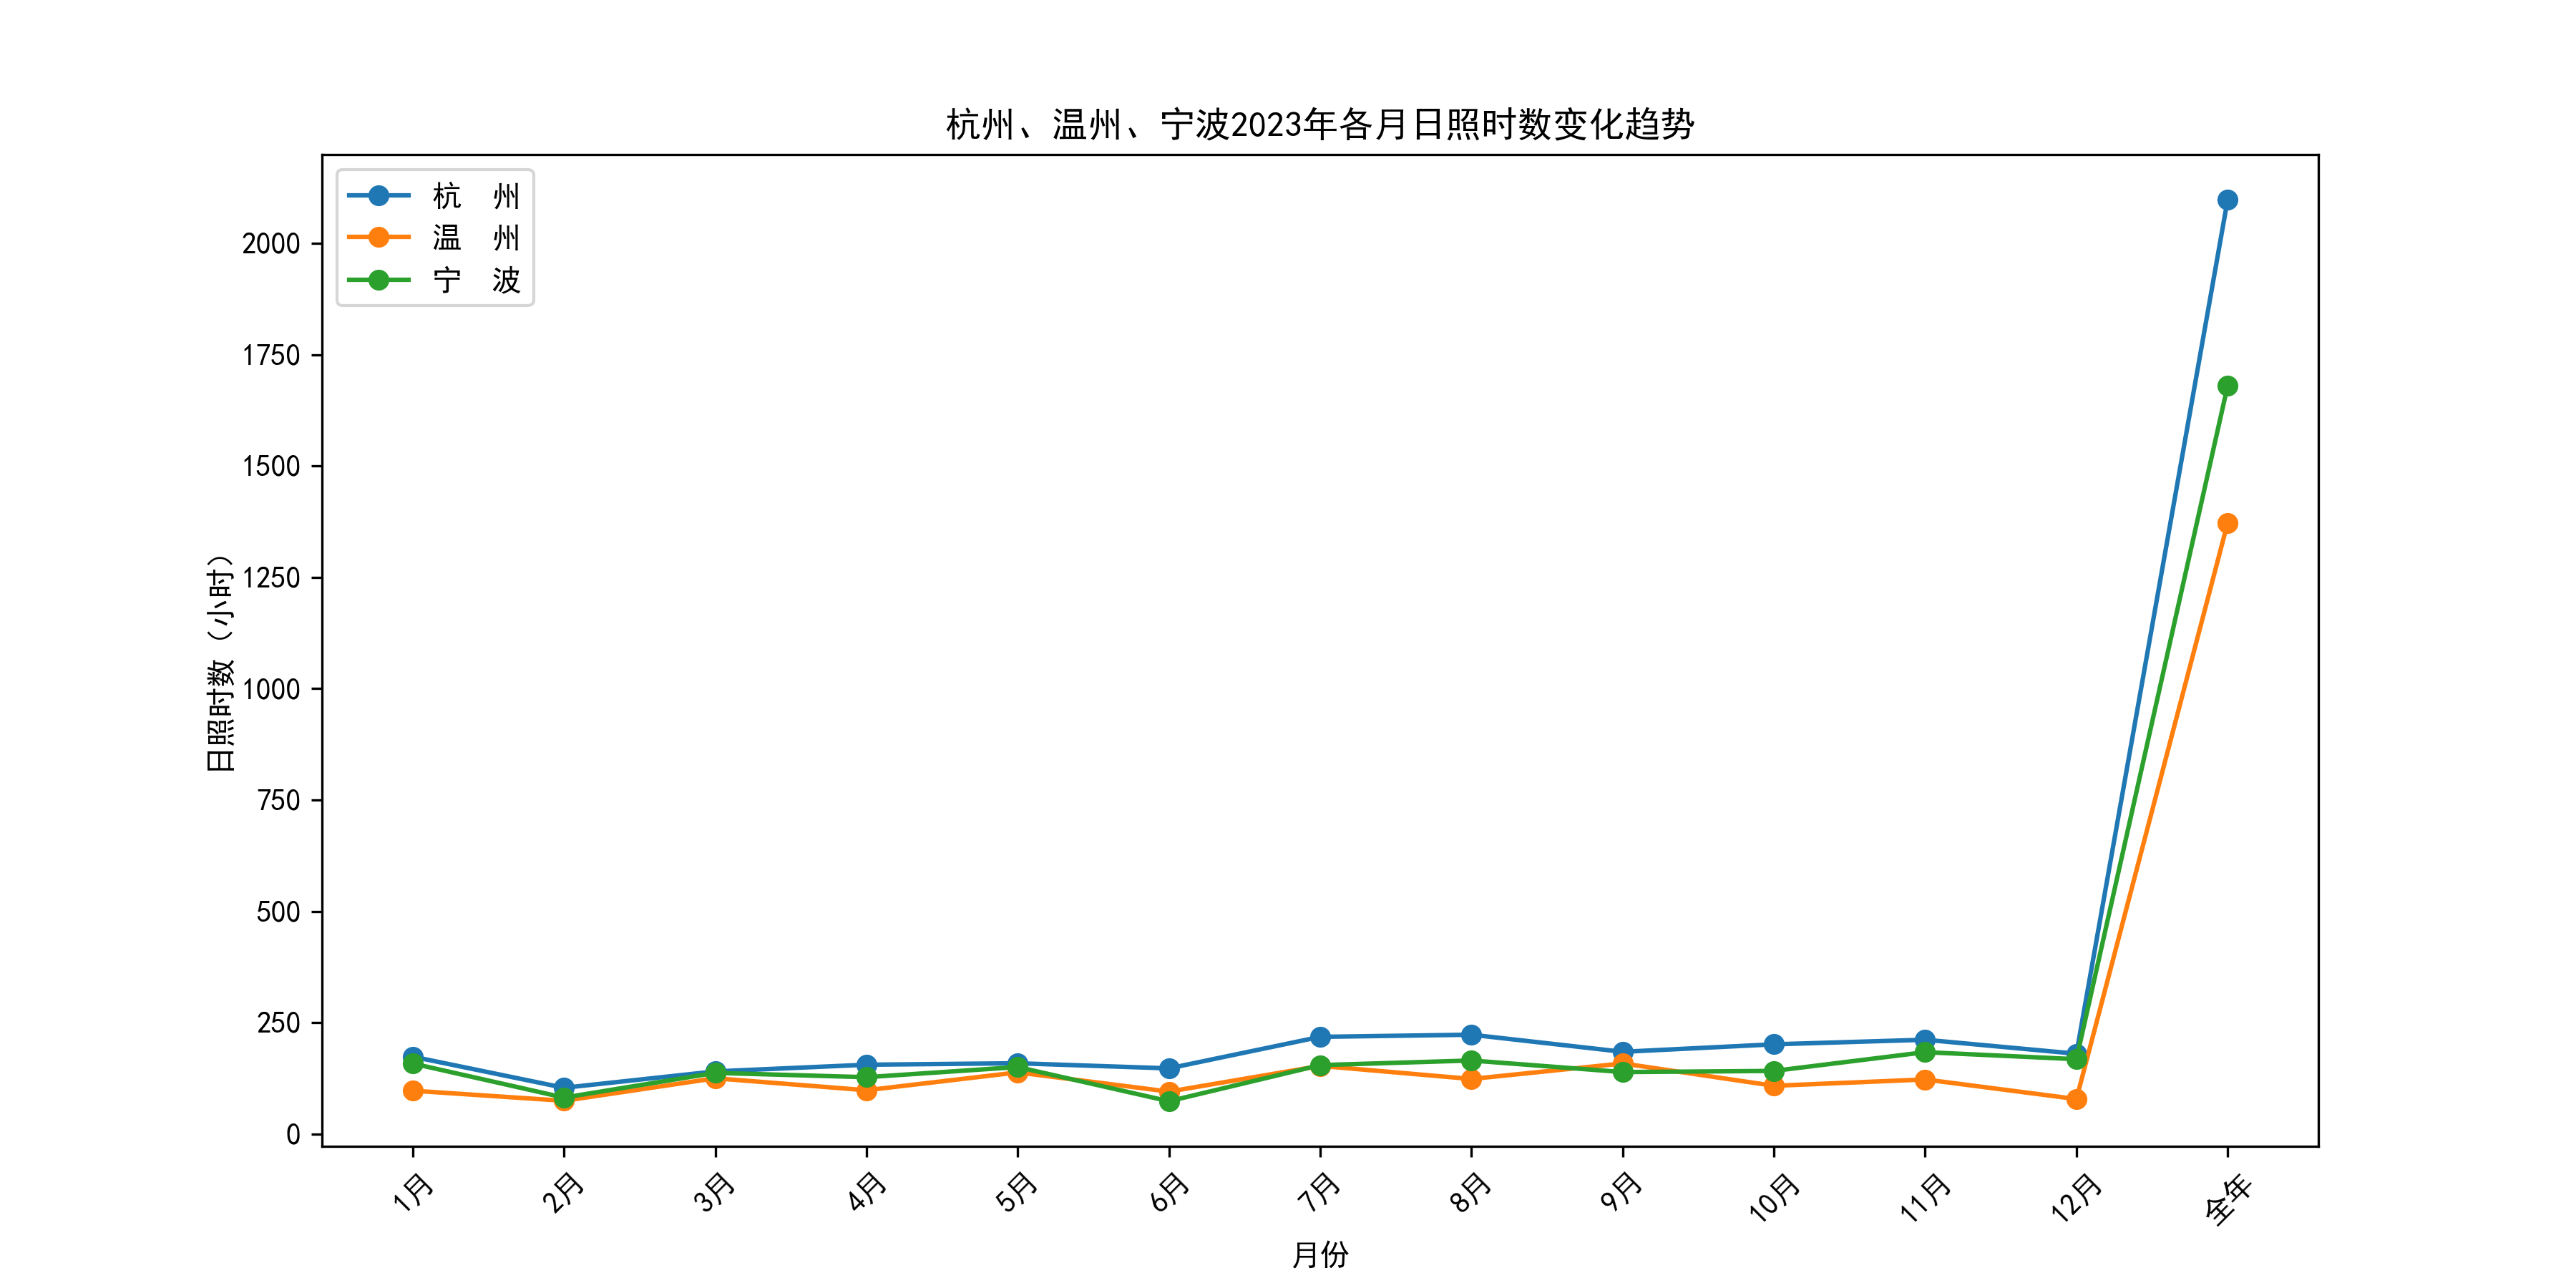 杭州、温州、宁波2023年各月日照时数变化趋势
杭 州
温 州
宁 波
日照时数（小时）
2000
1750
1500
1250
1000
750
500
250
0
1月
2月
3月
4月
5月
6月
7月
8月
9月
10月
11月
12月
全年
月份